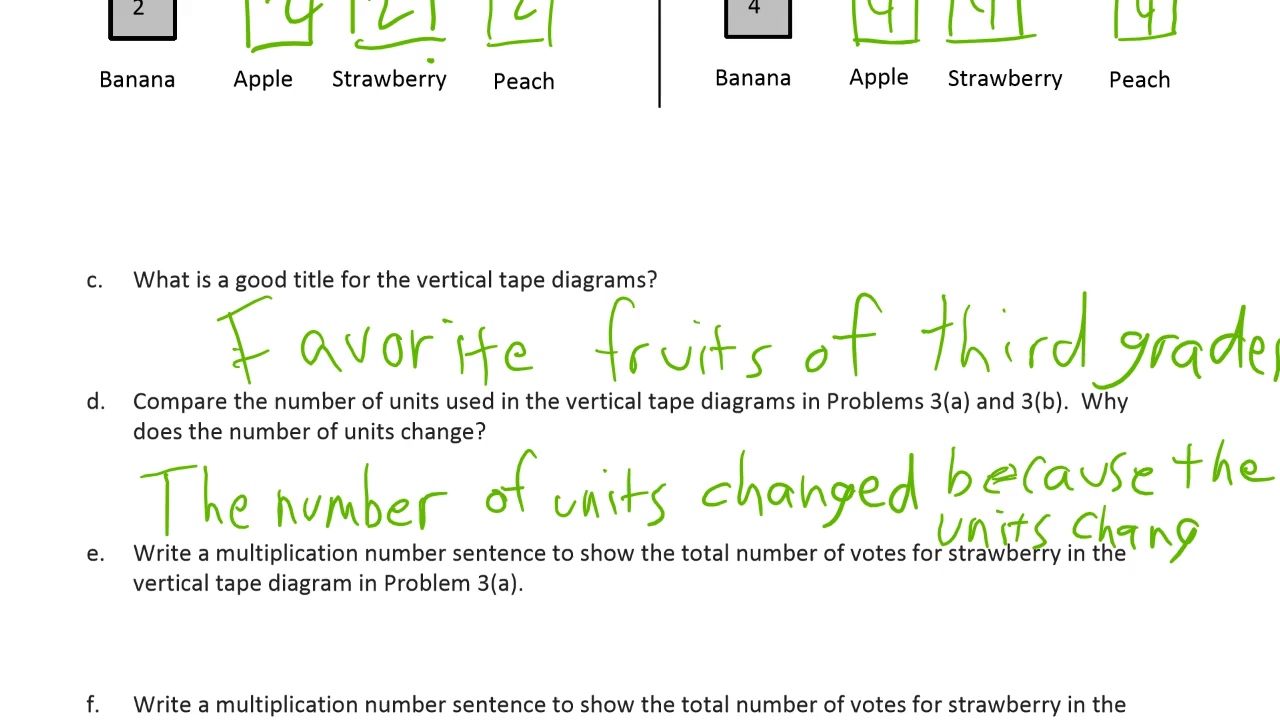 2 4 2 2 4 4 4 4
Banana Apple Strawberry Peach Banana Apple Strawberry Peach
c. What is a good title for the vertical tape diagrams?
Favorite fruits of third grade
d. Compare the number of units used in the vertical tape diagrams in Problems 3(a) and 3(b). Why
does the number of units change?
The number of units changed because the
units chang
e. Write a multiplication number sentence to show the total number of votes for strawberry in the
vertical tape diagram in Problem 3(a).
f. Write a multiplication number sentence to show the total number of votes for strawberry in the